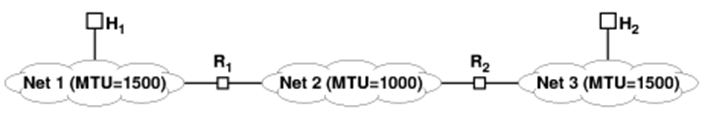 H1
H2
R1
R2
Net 1 (MTU=1500)
Net 2 (MTU=1000)
Net 3 (MTU=1500)